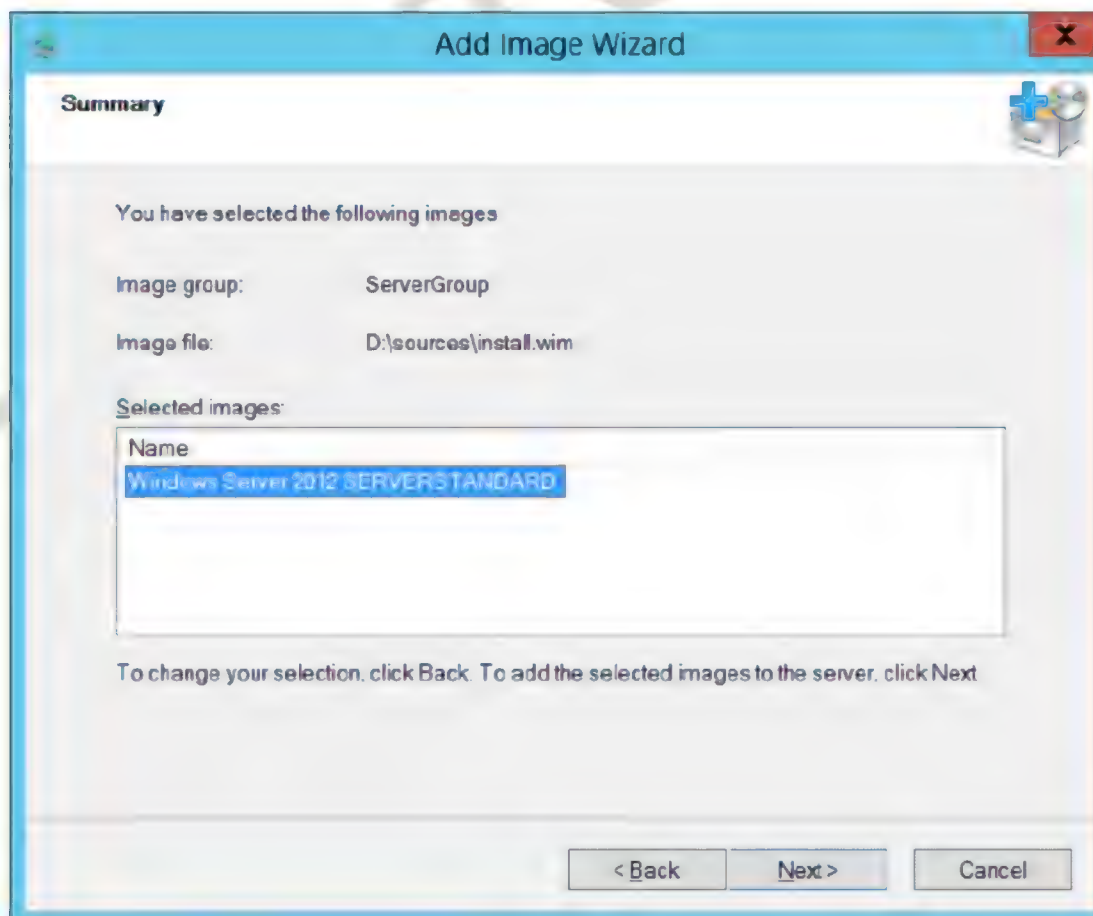 Add Image Wizard
Summary
You have selected the following images
Image group: ServerGroup
Image file: D:\sources\install.wim
Selected images:
Name
Windows Server 2012 SERVERSTANDARD
To change your selection, click Back. To add the selected images to the server, click Next
< Back Next > Cancel